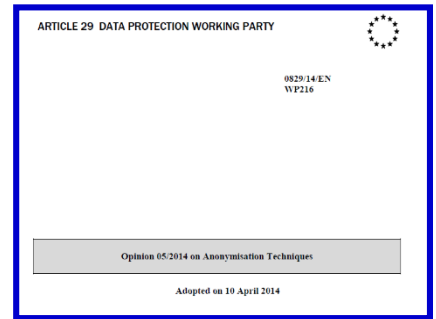 ARTICLE 29 DATA PROTECTION WORKING PARTY
0829/14/EN
WP216
Opinion 05/2014 on Anonymisation Techniques
Adopted on 10 April 2014